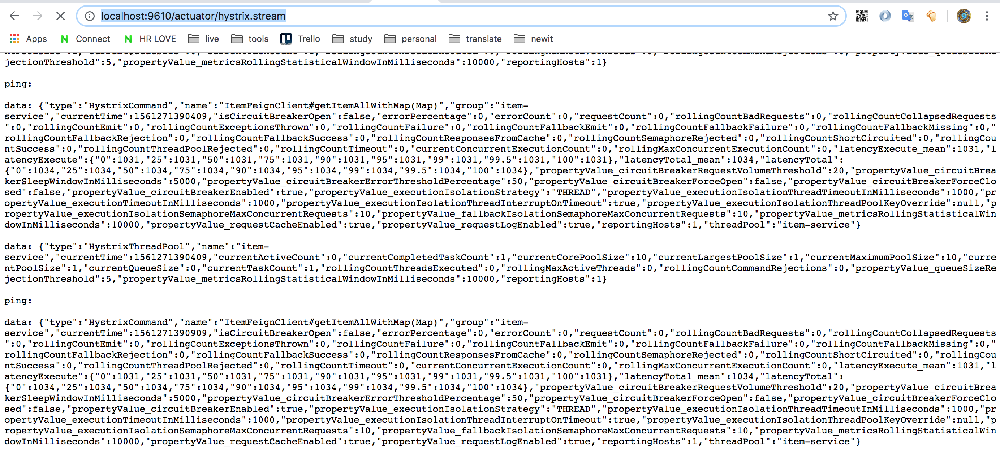 localhost:9610/actuator/hystrix.stream
Apps Connect HR LOVE live tools Trello study personal translate newit
ntPoolSize":1,"currentQueueSize":0,"currentTaskCount":1,"rollingCountThreadsExecuted":0,"rollingMaxActiveThreads":0,"rollingCountCommandRejections":0,"propertyValue_queueSizeRe
jectionThreshold":5,"propertyValue_metricsRollingStatisticalWindowInMilliseconds":10000,"reportingHosts":1}
ping:
data: {"type":"HystrixCommand","name":"ItemFeignClient#getItemAllWithMap(Map)","group":"item-
service","currentTime":1561271390409,"isCircuitBreakerOpen":false,"errorPercentage":0,"errorCount":0,"requestCount":0,"rollingCountBadRequests":0,"rollingCountCollapsedRequests
":0,"rollingCountEmit":0,"rollingCountExceptionsThrown":0,"rollingCountFailure":0,"rollingCountFallbackEmit":0,"rollingCountFallbackFailure":0,"rollingCountFallbackMissing":0,"
rollingCountFallbackRejection":0,"rollingCountFallbackSuccess":0,"rollingCountResponsesFromCache":0,"rollingCountSemaphoreRejected":0,"rollingCountShortCircuited":0,"rollingCou
ntSuccess":0,"rollingCountThreadPoolRejected":0,"rollingCountTimeout":0,"currentConcurrentExecutionCount":0,"rollingMaxConcurrentExecutionCount":0,"latencyExecute_mean":1031,"l
atencyExecute":{"0":1031,"25":1031,"50":1031,"75":1031,"90":1031,"95":1031,"99":1031,"99.5":1031,"100":1031},"latencyTotal_mean":1034,"latencyTotal":
{"0":1034,"25":1034,"50":1034,"75":1034,"90":1034,"95":1034,"99":1034,"99.5":1034,"100":1034},"propertyValue_circuitBreakerRequestVolumeThreshold":20,"propertyValue_circuitBrea
kerSleepWindowInMilliseconds":5000,"propertyValue_circuitBreakerErrorThresholdPercentage":50,"propertyValue_circuitBreakerForceOpen":false,"propertyValue_circuitBreakerForceClo
sed":false,"propertyValue_circuitBreakerEnabled":true,"propertyValue_executionIsolationStrategy":"THREAD","propertyValue_executionIsolationThreadTimeoutInMilliseconds":1000,"pr
opertyValue_executionTimeoutInMilliseconds":1000,"propertyValue_executionIsolationThreadInterruptOnTimeout":true,"propertyValue_executionIsolationThreadPoolKeyOverride":null,"p
ropertyValue_executionIsolationSemaphoreMaxConcurrentRequests":10,"propertyValue_fallbackIsolationSemaphoreMaxConcurrentRequests":10,"propertyValue_metricsRollingStatisticalWin
dowInMilliseconds":10000,"propertyValue_requestCacheEnabled":true,"propertyValue_requestLogEnabled":true,"reportingHosts":1,"threadPool":"item-service"}
data: {"type":"HystrixThreadPool","name":"item-
service","currentTime":1561271390409,"currentActiveCount":0,"currentCompletedTaskCount":1,"currentCorePoolSize":10,"currentLargestPoolSize":1,"currentMaximumPoolSize":10,"curre
ntPoolSize":1,"currentQueueSize":0,"currentTaskCount":1,"rollingCountThreadsExecuted":0,"rollingMaxActiveThreads":0,"rollingCountCommandRejections":0,"propertyValue_queueSizeRe
jectionThreshold":5,"propertyValue_metricsRollingStatisticalWindowInMilliseconds":10000,"reportingHosts":1}
ping:
data: {"type":"HystrixCommand","name":"ItemFeignClient#getItemAllWithMap(Map)","group":"item-
service","currentTime":1561271390909,"isCircuitBreakerOpen":false,"errorPercentage":0,"errorCount":0,"requestCount":0,"rollingCountBadRequests":0,"rollingCountCollapsedRequests
":0,"rollingCountEmit":0,"rollingCountExceptionsThrown":0,"rollingCountFailure":0,"rollingCountFallbackEmit":0,"rollingCountFallbackFailure":0,"rollingCountFallbackMissing":0,"
rollingCountFallbackRejection":0,"rollingCountFallbackSuccess":0,"rollingCountResponsesFromCache":0,"rollingCountSemaphoreRejected":0,"rollingCountShortCircuited":0,"rollingCou
ntSuccess":0,"rollingCountThreadPoolRejected":0,"rollingCountTimeout":0,"currentConcurrentExecutionCount":0,"rollingMaxConcurrentExecutionCount":0,"latencyExecute_mean":1031,"l
atencyExecute":{"0":1031,"25":1031,"50":1031,"75":1031,"90":1031,"95":1031,"99":1031,"99.5":1031,"100":1031},"latencyTotal_mean":1034,"latencyTotal":
{"0":1034,"25":1034,"50":1034,"75":1034,"90":1034,"95":1034,"99":1034,"99.5":1034,"100":1034},"propertyValue_circuitBreakerRequestVolumeThreshold":20,"propertyValue_circuitBrea
kerSleepWindowInMilliseconds":5000,"propertyValue_circuitBreakerErrorThresholdPercentage":50,"propertyValue_circuitBreakerForceOpen":false,"propertyValue_circuitBreakerForceClo
sed":false,"propertyValue_circuitBreakerEnabled":true,"propertyValue_executionIsolationStrategy":"THREAD","propertyValue_executionIsolationThreadTimeoutInMilliseconds":1000,"pr
opertyValue_executionTimeoutInMilliseconds":1000,"propertyValue_executionIsolationThreadInterruptOnTimeout":true,"propertyValue_executionIsolationThreadPoolKeyOverride":null,"p
ropertyValue_executionIsolationSemaphoreMaxConcurrentRequests":10,"propertyValue_fallbackIsolationSemaphoreMaxConcurrentRequests":10,"propertyValue_metricsRollingStatisticalWin
dowInMilliseconds":10000,"propertyValue_requestCacheEnabled":true,"propertyValue_requestLogEnabled":true,"reportingHosts":1,"threadPool":"item-service"}